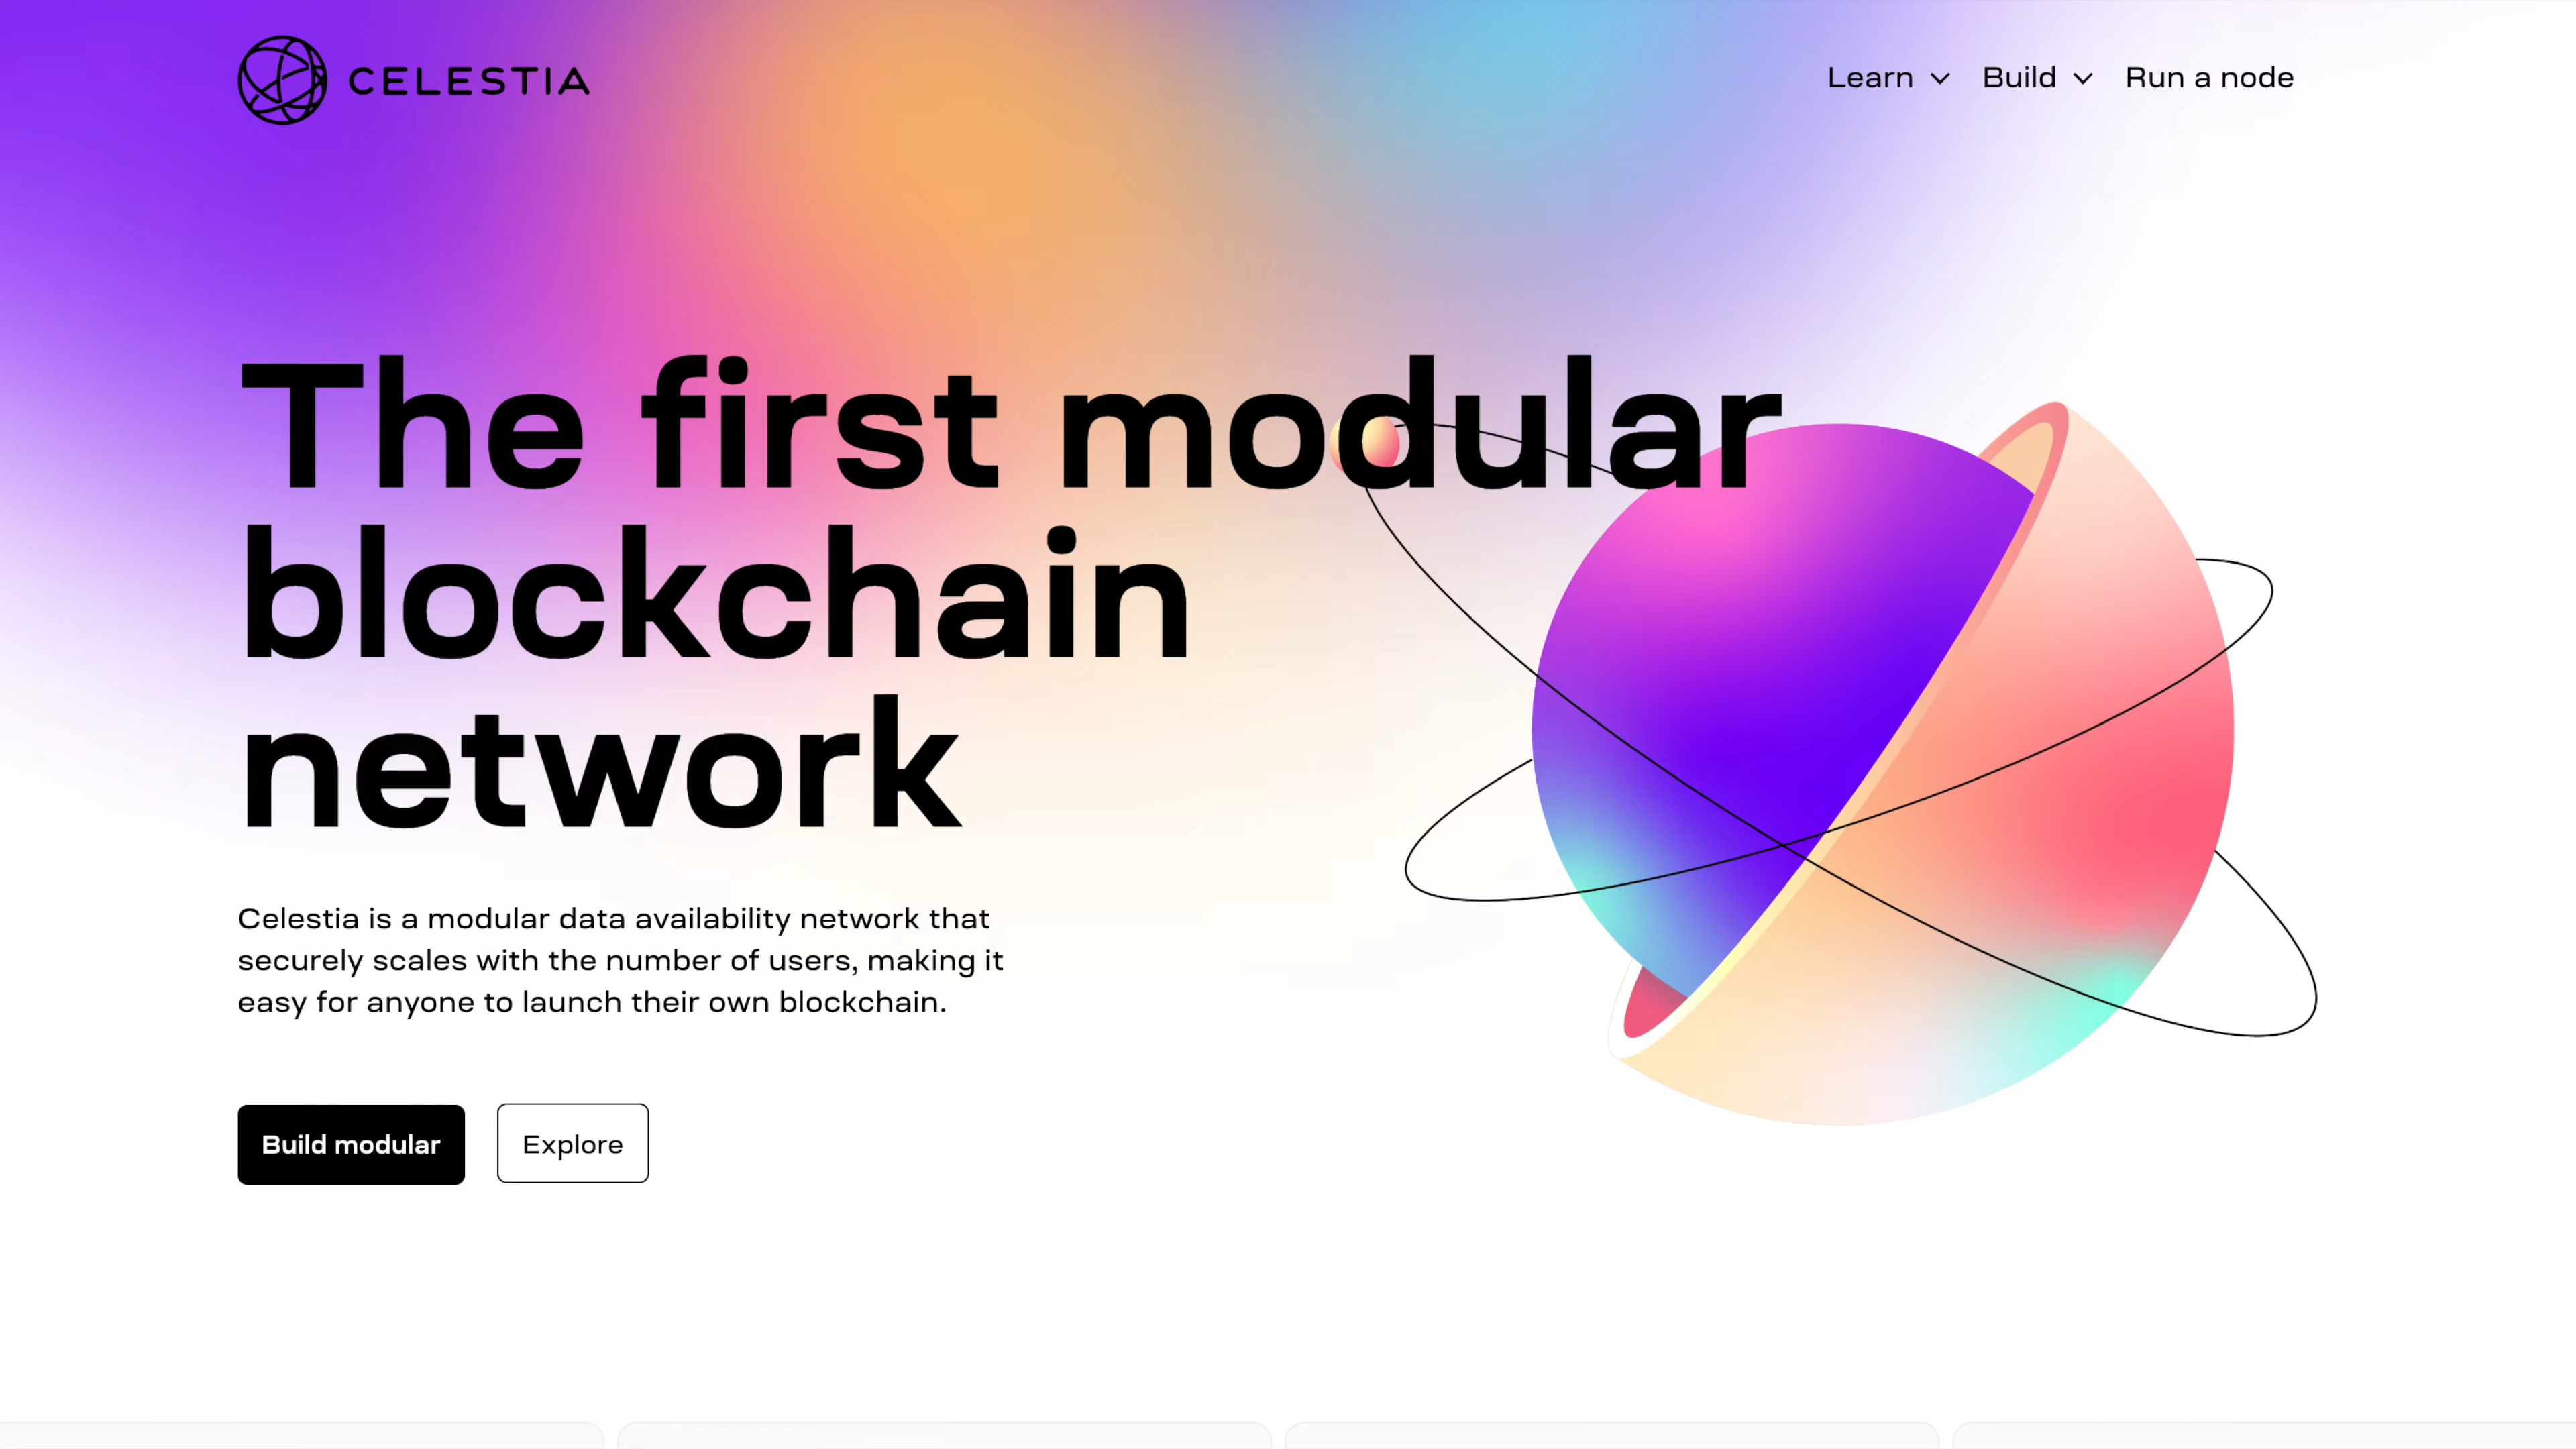 CELESTIA
Learn
Build
Run a node
The first modular
blockchain
network
Celestia is a modular data availability network that
securely scales with the number of users, making it
easy for anyone to launch their own blockchain.
Build modular
Explore